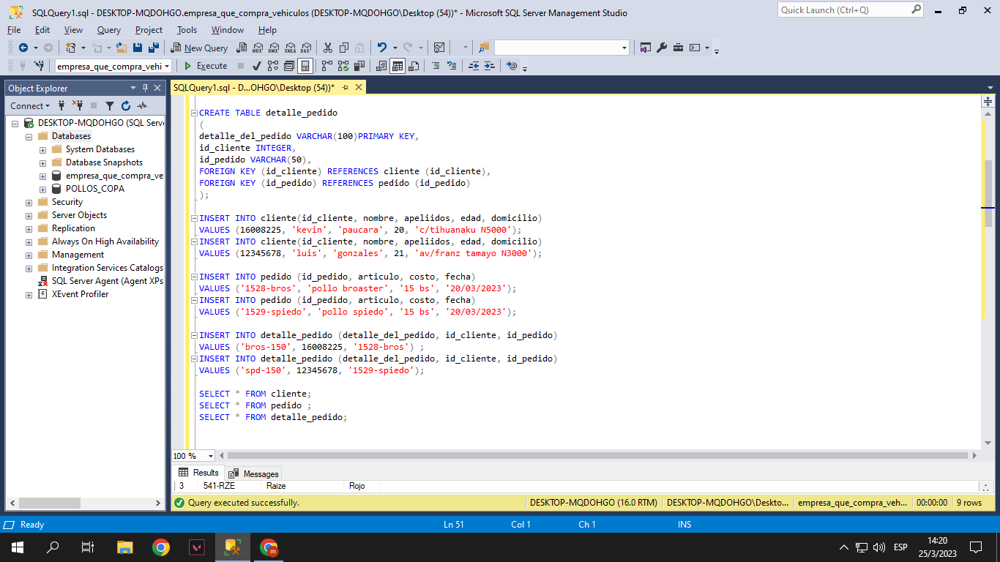 SQLQuery1.sql - DESKTOP-MQDOHGO.empresa_que_compra_vehiculos (DESKTOP-MQDOHGO\Desktop (54))* - Microsoft SQL Server Management Studio
Quick Launch (Ctrl+Q)
File Edit View Query Project Tools Window Help
New Query MDX DMX XMLA DAX
empresa_que_compra_vehi Execute
Object Explorer
Connect
DESKTOP-MQDOHGO (SQL Serv
Databases
System Databases
Database Snapshots
empresa_que_compra_ve
POLLOS_COPA
Security
Server Objects
Replication
Always On High Availability
Management
Integration Services Catalogs
SQL Server Agent (Agent XPs
XEvent Profiler
SQLQuery1.sql - D...OHGO\Desktop (54))*
CREATE TABLE detalle_pedido
(
detalle_del_pedido VARCHAR(100)PRIMARY KEY,
id_cliente INTEGER,
id_pedido VARCHAR(50),
FOREIGN KEY (id_cliente) REFERENCES cliente (id_cliente),
FOREIGN KEY (id_pedido) REFERENCES pedido (id_pedido)
);
INSERT INTO cliente(id_cliente, nombre, apeliidos, edad, domicilio)
VALUES (16008225, 'kevin', 'paucara', 20, 'c/tihuanaku N5000');
INSERT INTO cliente(id_cliente, nombre, apeliidos, edad, domicilio)
VALUES (12345678, 'luis', 'gonzales', 21, 'av/franz tamayo N3000');
INSERT INTO pedido (id_pedido, articulo, costo, fecha)
VALUES ('1528-bros', 'pollo broaster', '15 bs', '20/03/2023');
INSERT INTO pedido (id_pedido, articulo, costo, fecha)
VALUES ('1529-spiedo', 'pollo spiedo', '15 bs', '20/03/2023');
INSERT INTO detalle_pedido (detalle_del_pedido, id_cliente, id_pedido)
VALUES ('bros-150', 16008225, '1528-bros') ;
INSERT INTO detalle_pedido (detalle_del_pedido, id_cliente, id_pedido)
VALUES ('spd-150', 12345678, '1529-spiedo');
SELECT * FROM cliente;
SELECT * FROM pedido ;
SELECT * FROM detalle_pedido;
100 %
Results Messages
3 541-RZE Raize Rojo
Query executed successfully. DESKTOP-MQDOHGO (16.0 RTM) DESKTOP-MQDOHGO\Deskto... empresa_que_compra_veh... 00:00:00 9 rows
Ready Ln 51 Col 1 Ch 1 INS
ESP
14:20
25/3/2023